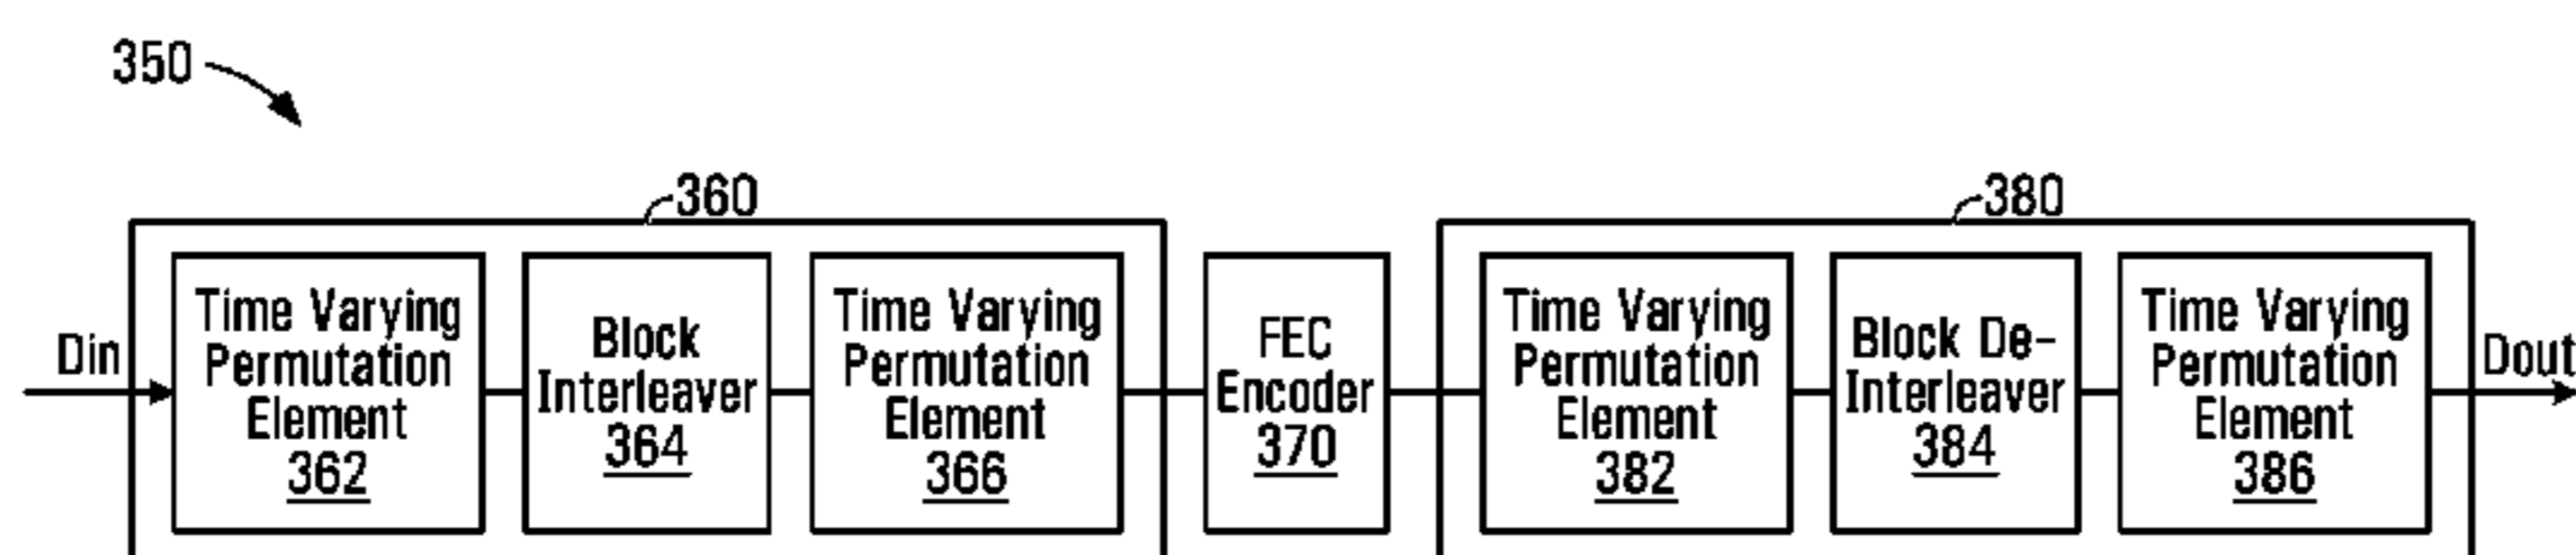 350
360
380
Din
Time Varying
Permutation
Element
362
Block
Interleaver
364
Time Varying
Permutation
Element
366
FEC
Encoder
370
Time Varying
Permutation
Element
382
Block De-
Interleaver
384
Time Varying
Permutation
Element
386
Dout